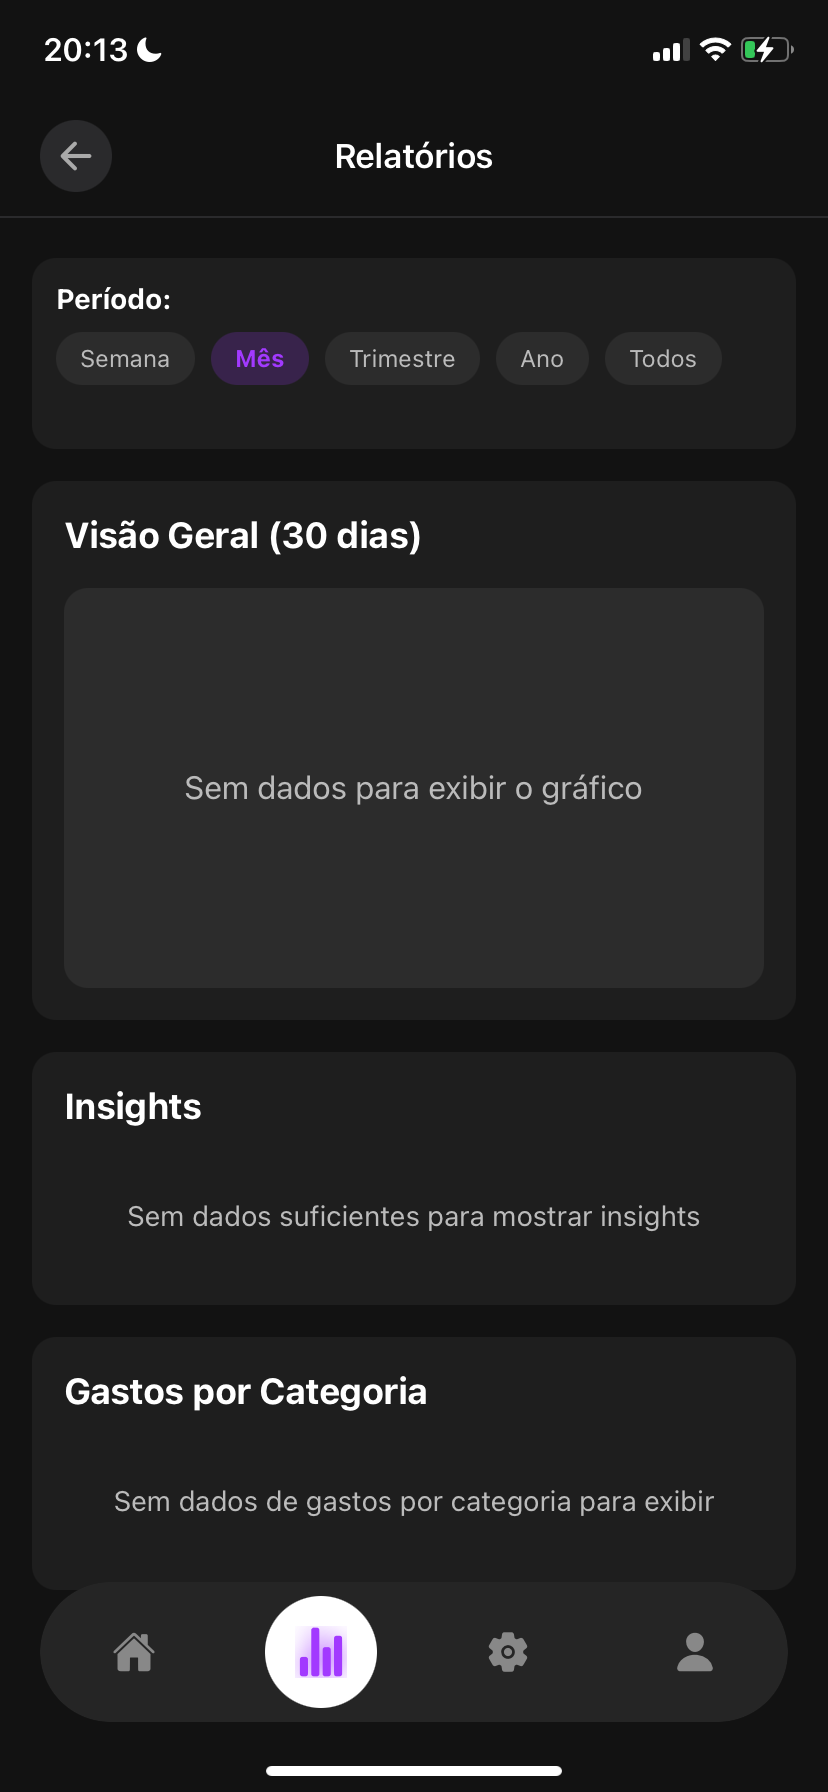 20:13
Relatórios
Período:
Semana Mês Trimestre Ano Todos
Visão Geral (30 dias)
Sem dados para exibir o gráfico
Insights
Sem dados suficientes para mostrar insights
Gastos por Categoria
Sem dados de gastos por categoria para exibir